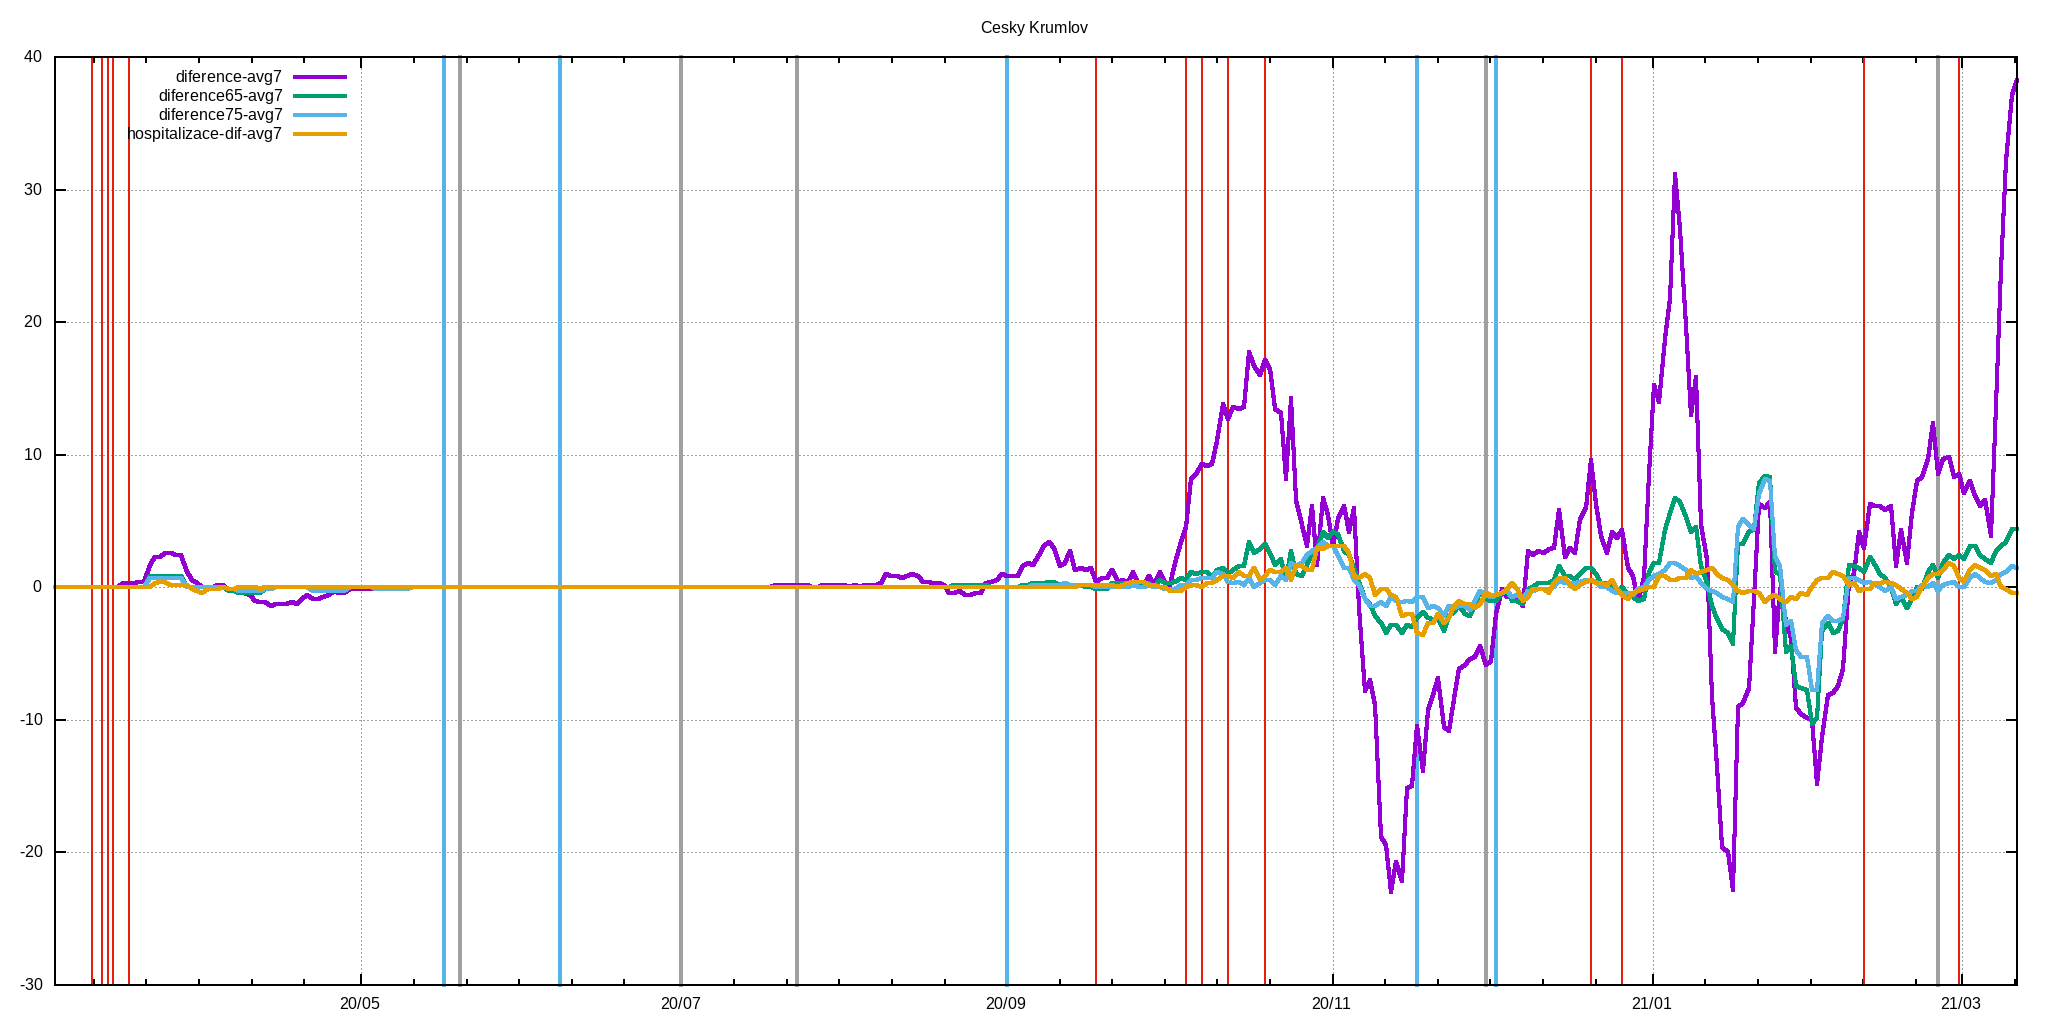 Cesky Krumlov
diference-avg7
diference65-avg7
diference75-avg7
hospitalizace-dif-avg7
40
30
20
10
0
-10
-20
-30
20/05
20/07
20/09
20/11
21/01
21/03